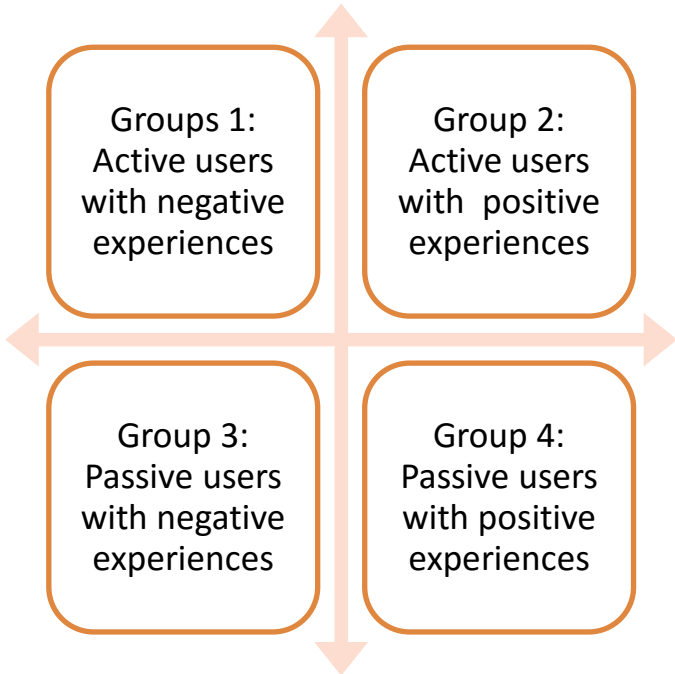 Groups 1:
Active users
with negative
experiences
Group 2:
Active users
with  positive
experiences
Group 3:
Passive users
with negative
experiences
Group 4:
Passive users
with positive
experiences